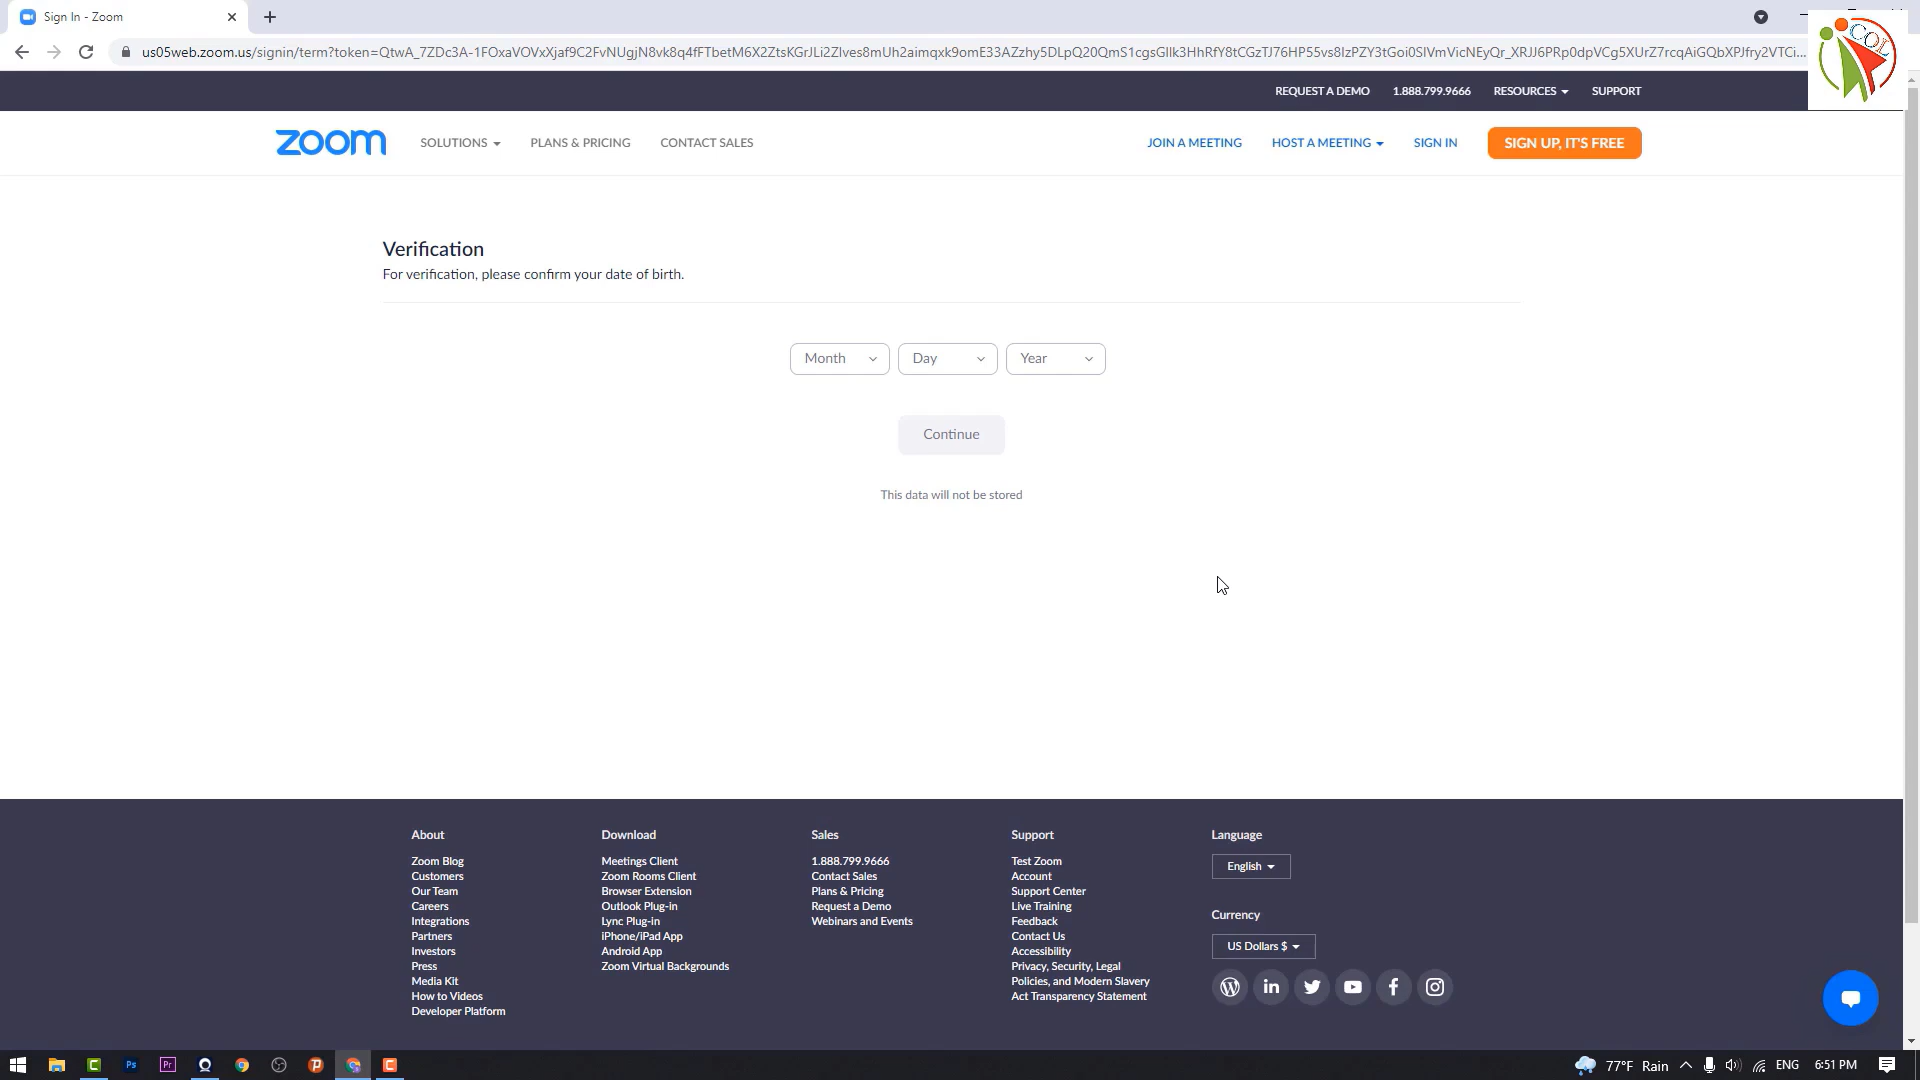 Sign In - Zoom
us05web.zoom.us/signin/term?token=
REQUEST A DEMO 1.888.799.9666 RESOURCES SUPPORT
COL
zoom SOLUTIONS PLANS & PRICING CONTACT SALES JOIN A MEETING HOST A MEETING SIGN IN SIGN UP, IT'S FREE
Verification
For verification, please confirm your date of birth.
Month Day Year
Continue
This data will not be stored
About
Zoom Blog
Customers
Our Team
Careers
Integrations
Partners
Investors
Press
Media Kit
How to Videos
Developer Platform
Download
Meetings Client
Zoom Rooms Client
Browser Extension
Outlook Plug-in
Lync Plug-in
iPhone/iPad App
Android App
Zoom Virtual Backgrounds
Sales
1.888.799.9666
Contact Sales
Plans & Pricing
Request a Demo
Webinars and Events
Support
Test Zoom
Account
Support Center
Live Training
Feedback
Contact Us
Accessibility
Privacy, Security, Legal
Policies, and Modern Slavery
Act Transparency Statement
Language
English
Currency
US Dollars $
Ps Pr 77°F Rain ENG 6:51 PM